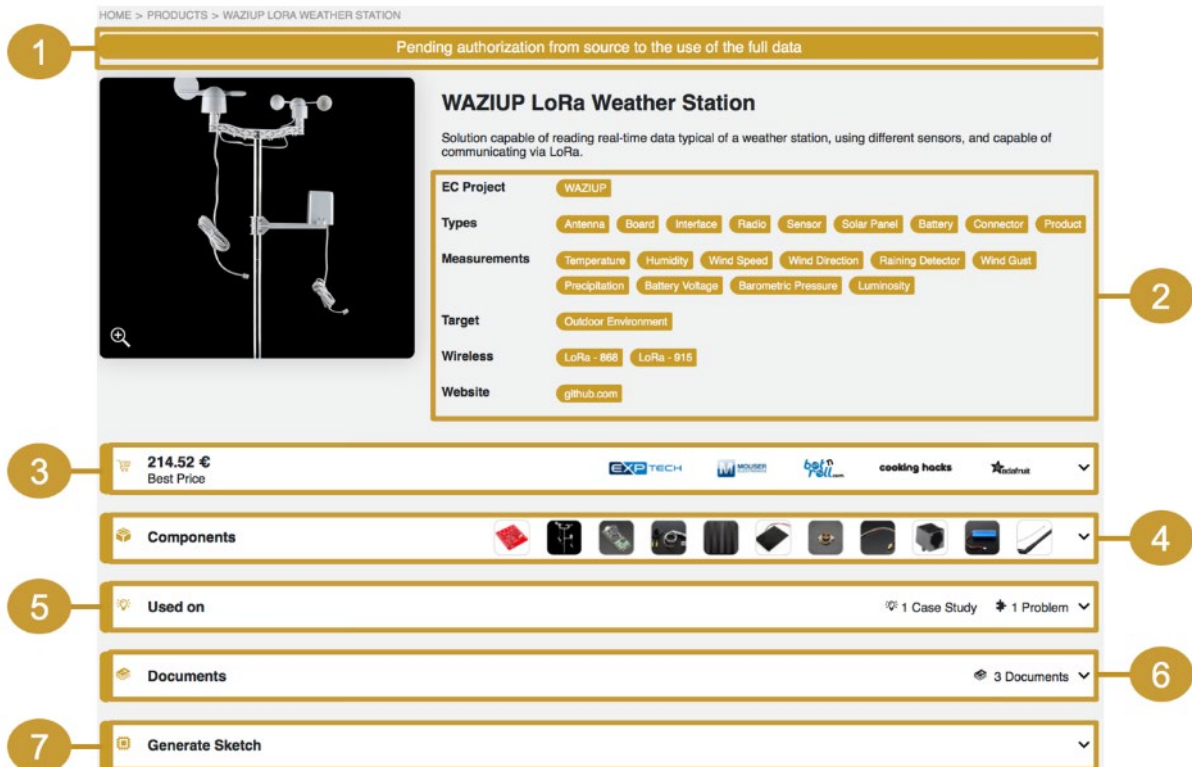 HOME > PRODUCTS > WAZIUP LORA WEATHER STATION
1
Pending authorization from source to the use of the full data
WAZIUP LoRa Weather Station
Solution capable of reading real-time data typical of a weather station, using different sensors, and capable of
communicating via LoRa.
EC Project WAZIUP
Types Antenna Board Interface Radio Sensor Solar Panel Battery Connector Product
Measurements Temperature Humidity Wind Speed Wind Direction Raining Detector Wind Gust
Precipitation Battery Voltage Barometric Pressure Luminosity
2
Target Outdoor Environment
Wireless LoRa - 868 LoRa - 915
Website github.com
3
214.52 €
Best Price
EXP TECH MOUSER ELECTRONICS bot n roll.com cooking hacks adafruit
Components
4
5
Used on 1 Case Study 1 Problem
Documents 3 Documents
6
7
Generate Sketch